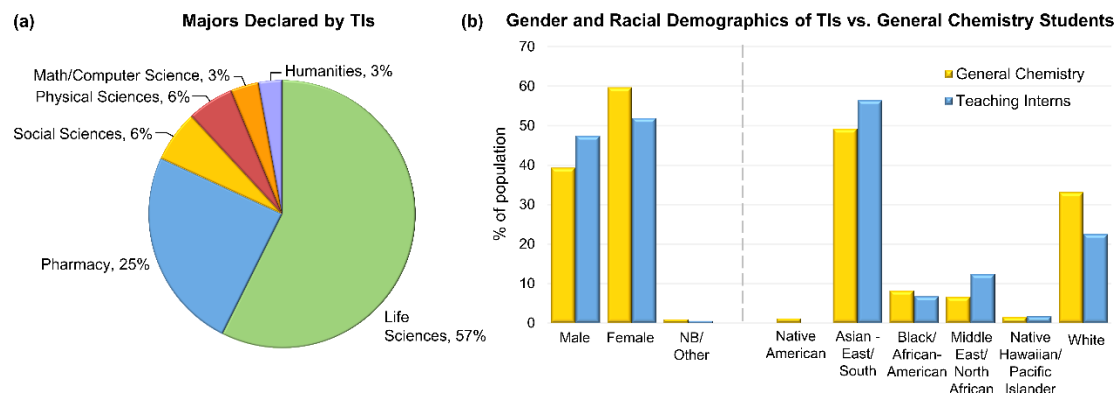 (a)
Majors Declared by TIs
Math/Computer Science, 3%
Humanities, 3%
Physical Sciences, 6%
Social Sciences, 6%
Pharmacy, 25%
Life
Sciences, 57%
(b)
Gender and Racial Demographics of TIs vs. General Chemistry Students
% of population
70
60
50
40
30
20
10
0
General Chemistry
Teaching Interns
Male
Female
NB/
Other
Native
American
Asian -
East/
South
Black/
African-
American
Middle
East/
North
African
Native
Hawaiian/
Pacific
Islander
White